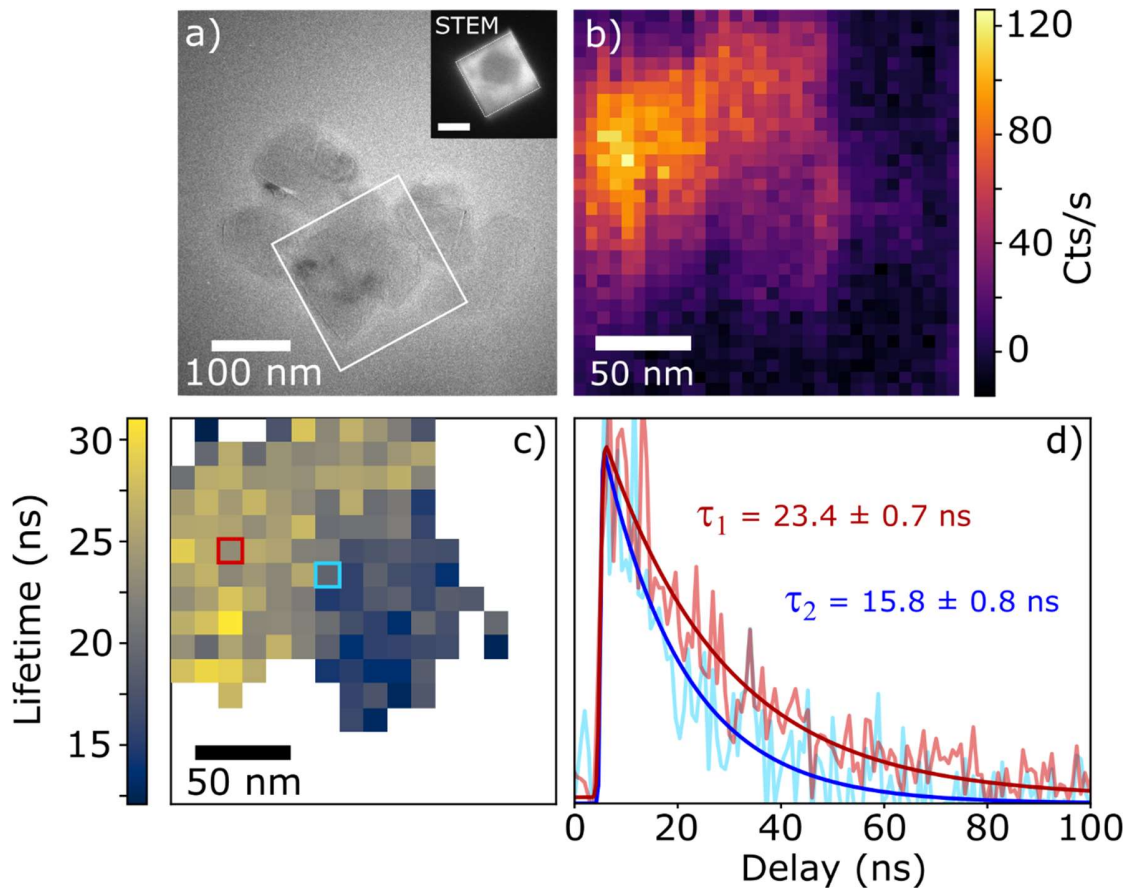 a)
STEM
100 nm
b)
50 nm
120
80
40
0
Cts/s
c)
30
25
20
15
Lifetime (ns)
50 nm
d)
τ1 = 23.4 ± 0.7 ns
τ2 = 15.8 ± 0.8 ns
0 20 40 60 80 100
Delay (ns)